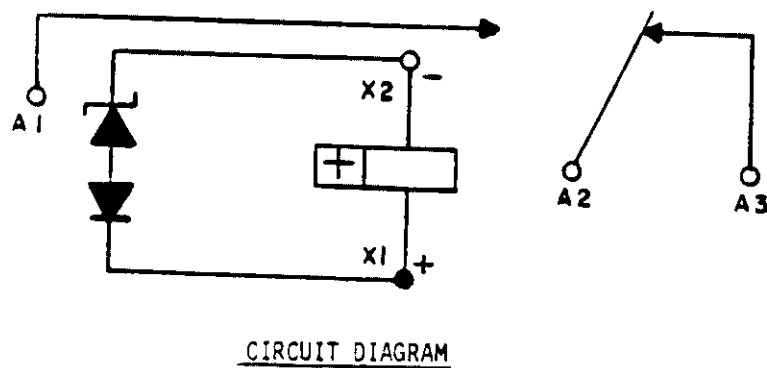 A1
X2 -
+
A2
A3
X1 +
CIRCUIT DIAGRAM